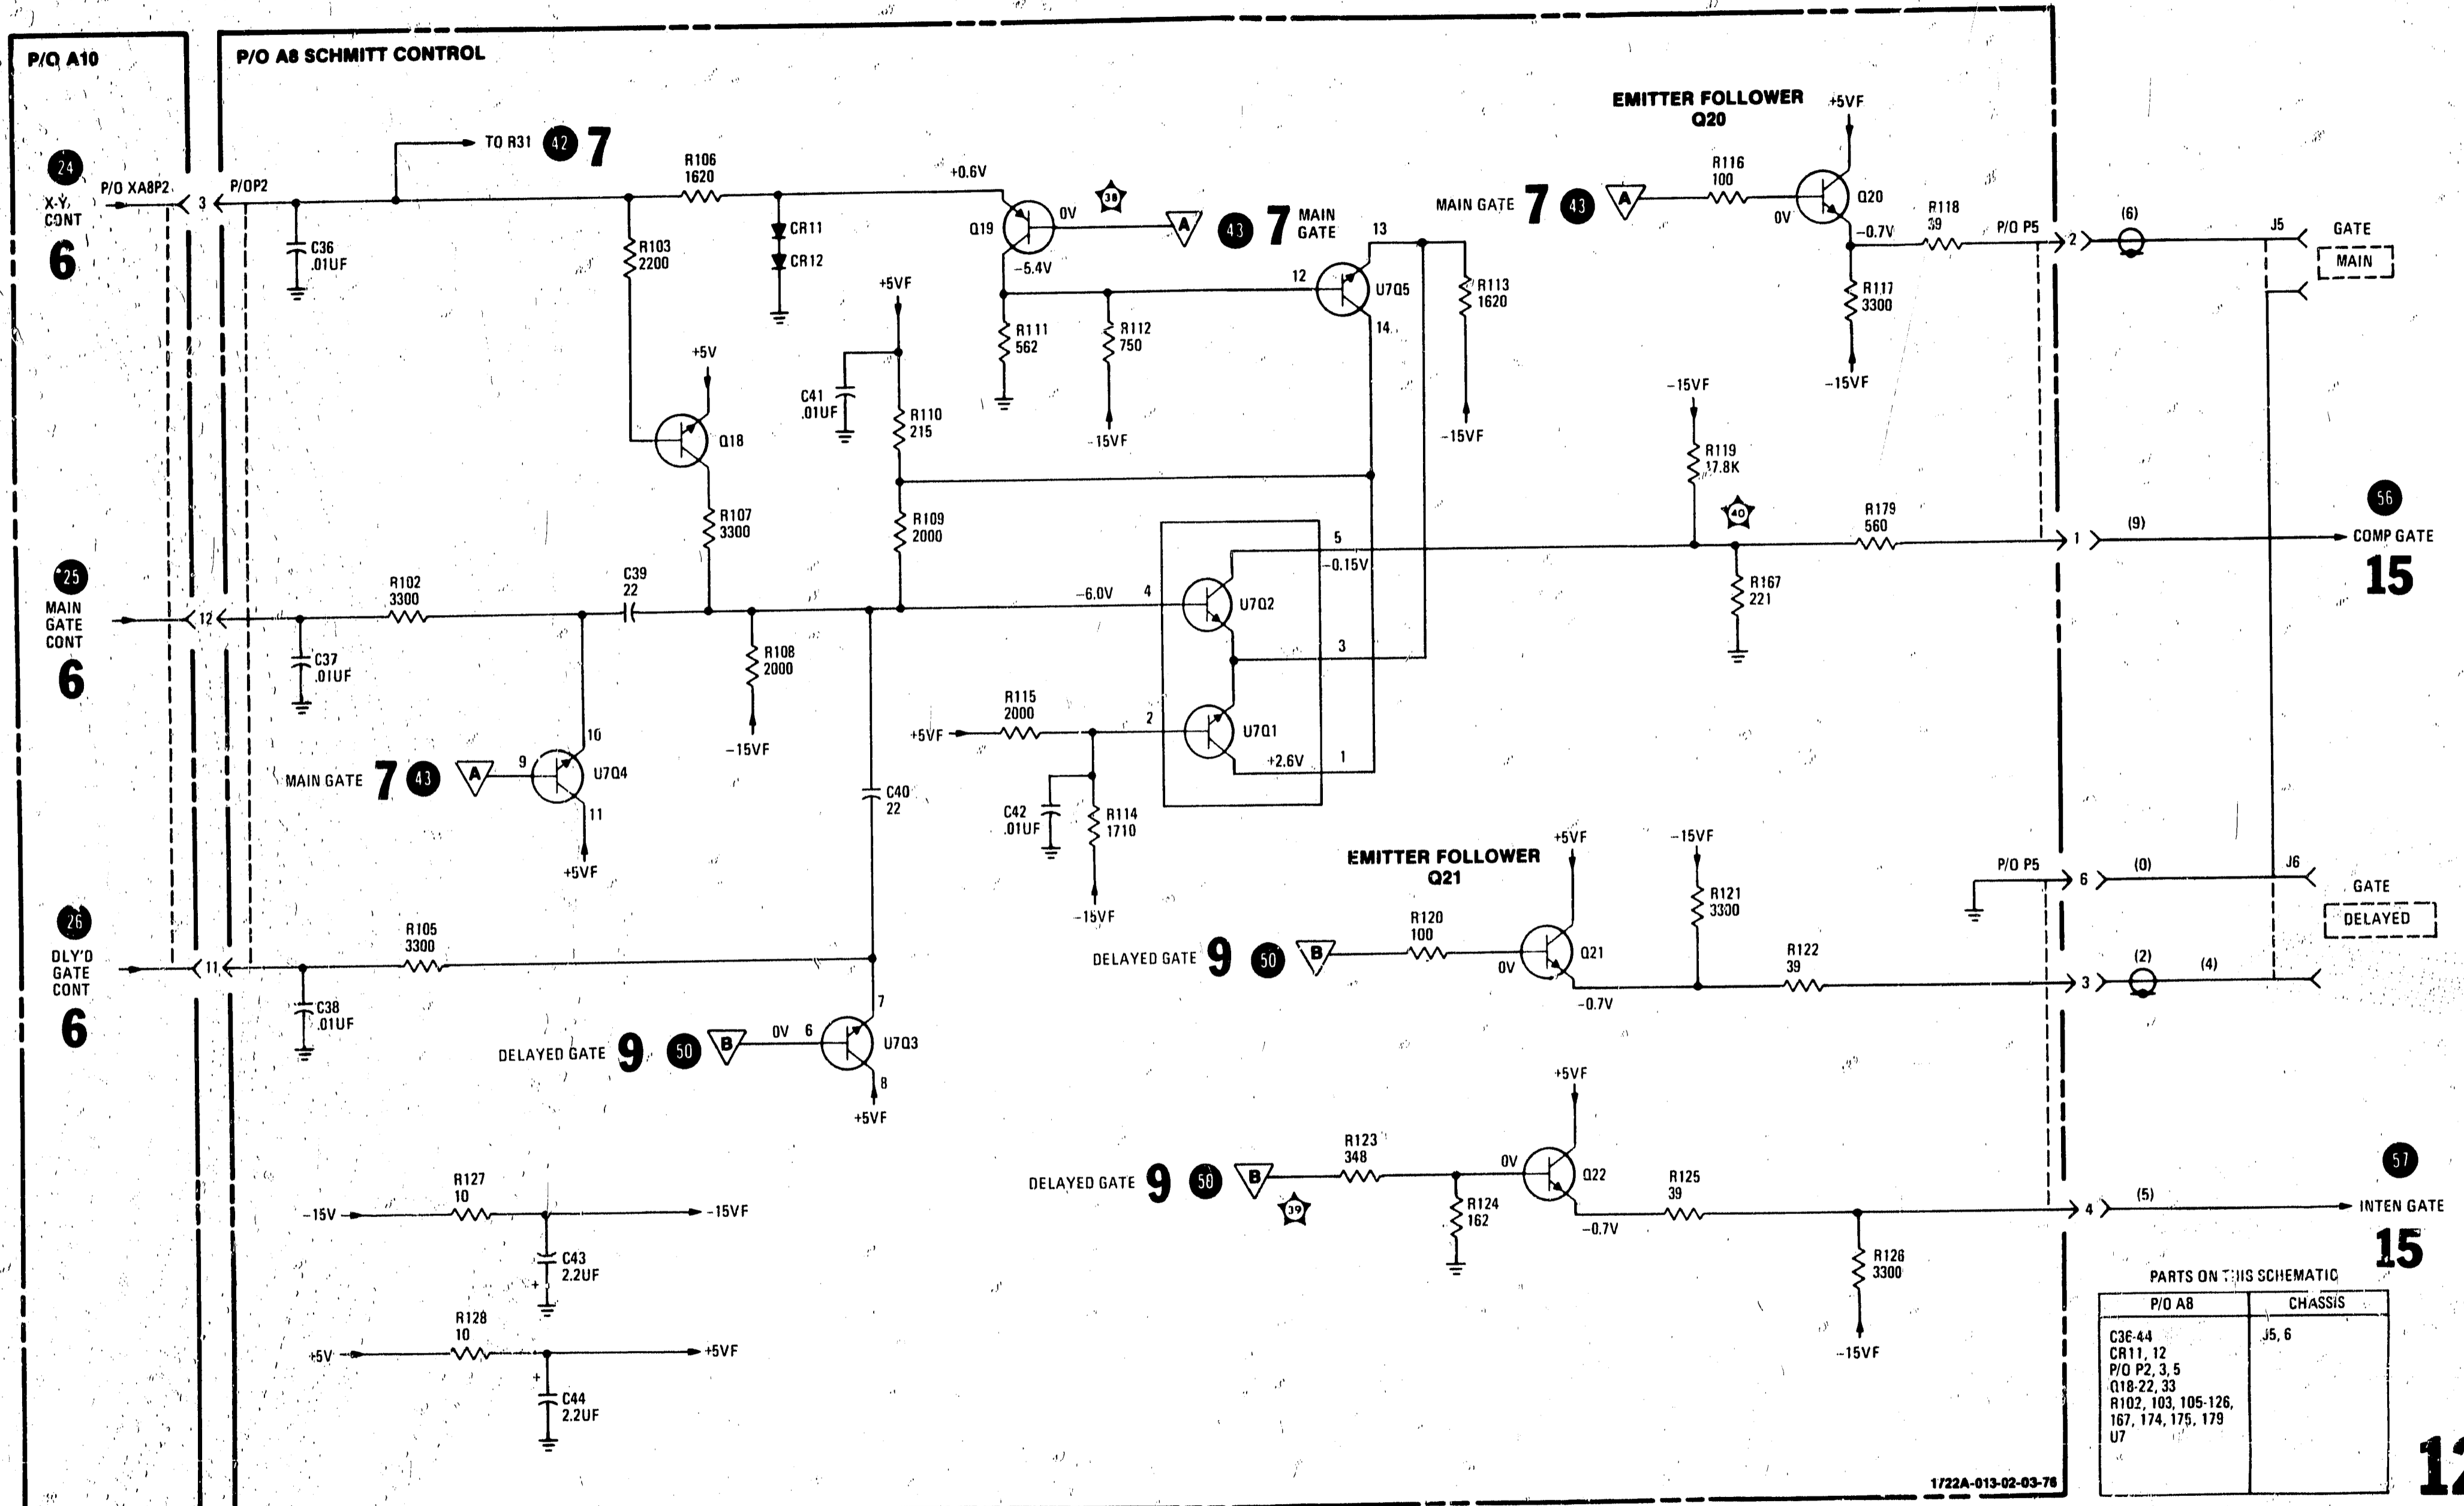 P/O A10
P/O A8 SCHMITT CONTROL
24
X-Y
CONT
6
P/O XA8P2
3
P/OP2
C36
.01UF
TO R31 42 7
R106
1620
R103
2200
CR11
CR12
+0.6V
Q19
0V
38
A
43 7 MAIN
GATE
-5.4V
R111
562
R112
750
-15VF
12
13
U7Q5
14
R113
1620
-15VF
+5VF
C41
.01UF
R110
215
R109
2000
+5V
Q18
R107
3300
EMITTER FOLLOWER
Q20
+5VF
MAIN GATE 7 43 A
R116
100
0V
Q20
-0.7V
R118
39
P/O P5
2
(6)
J5
GATE
MAIN
R117
3300
-15VF
-15VF
R119
17.8K
40
R179
560
1
(9)
56
COMP GATE
15
R167
221
25
MAIN
GATE
CONT
6
12
C37
.01UF
R102
3300
C39
22
R108
2000
-15VF
-6.0V
4
U7Q2
5
-0.15V
3
U7Q1
+2.6V
1
2
+5VF
R115
2000
C42
.01UF
R114
1710
-15VF
MAIN GATE 7 43 A
9
10
U7Q4
11
+5VF
C40
22
26
DLY'D
GATE
CONT
6
11
C38
.01UF
R105
3300
DELAYED GATE 9 50 B
0V
6
7
U7Q3
8
+5VF
EMITTER FOLLOWER
Q21
+5VF
-15VF
R121
3300
DELAYED GATE 9 50 B
R120
100
0V
Q21
-0.7V
R122
39
P/O P5
6
(0)
J6
GATE
DELAYED
3
(2)
(4)
+5VF
DELAYED GATE 9 50 B
39
R123
348
R124
162
0V
Q22
-0.7V
R125
39
R126
3300
-15VF
4
(5)
57
INTEN GATE
15
-15V
R127
10
-15VF
C43
2.2UF
+
+5V
R128
10
+5VF
+
C44
2.2UF
PARTS ON THIS SCHEMATIC
P/O A8
CHASSIS
C36-44
J5, 6
CR11, 12
P/O P2, 3, 5
Q18-22, 33
R102, 103, 105-126,
167, 174, 175, 179
U7
1722A-013-02-03-76
12